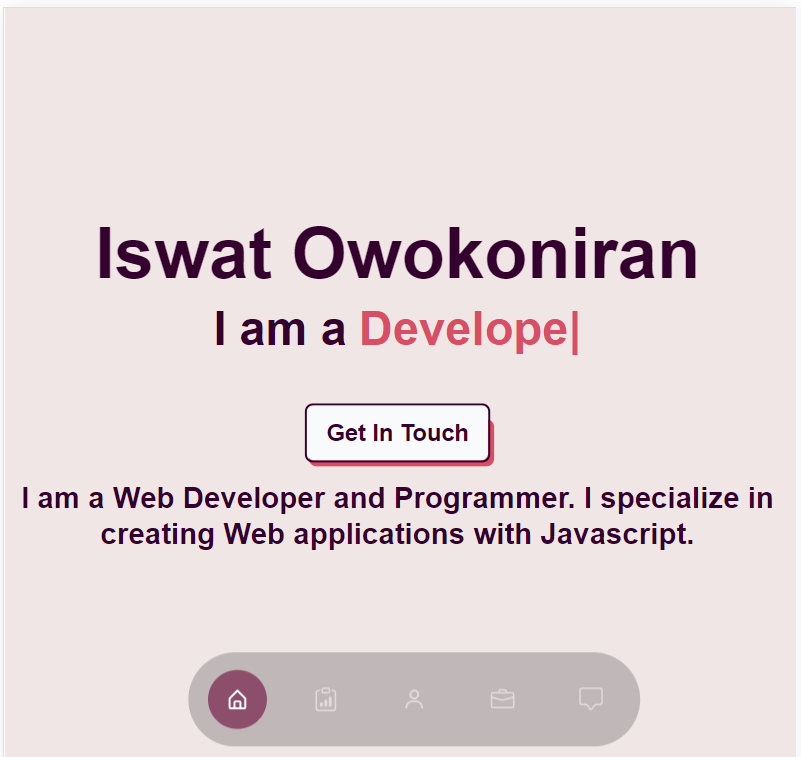 Iswat Owokoniran
I am a Develope|
Get In Touch
I am a Web Developer and Programmer. I specialize in
creating Web applications with Javascript.